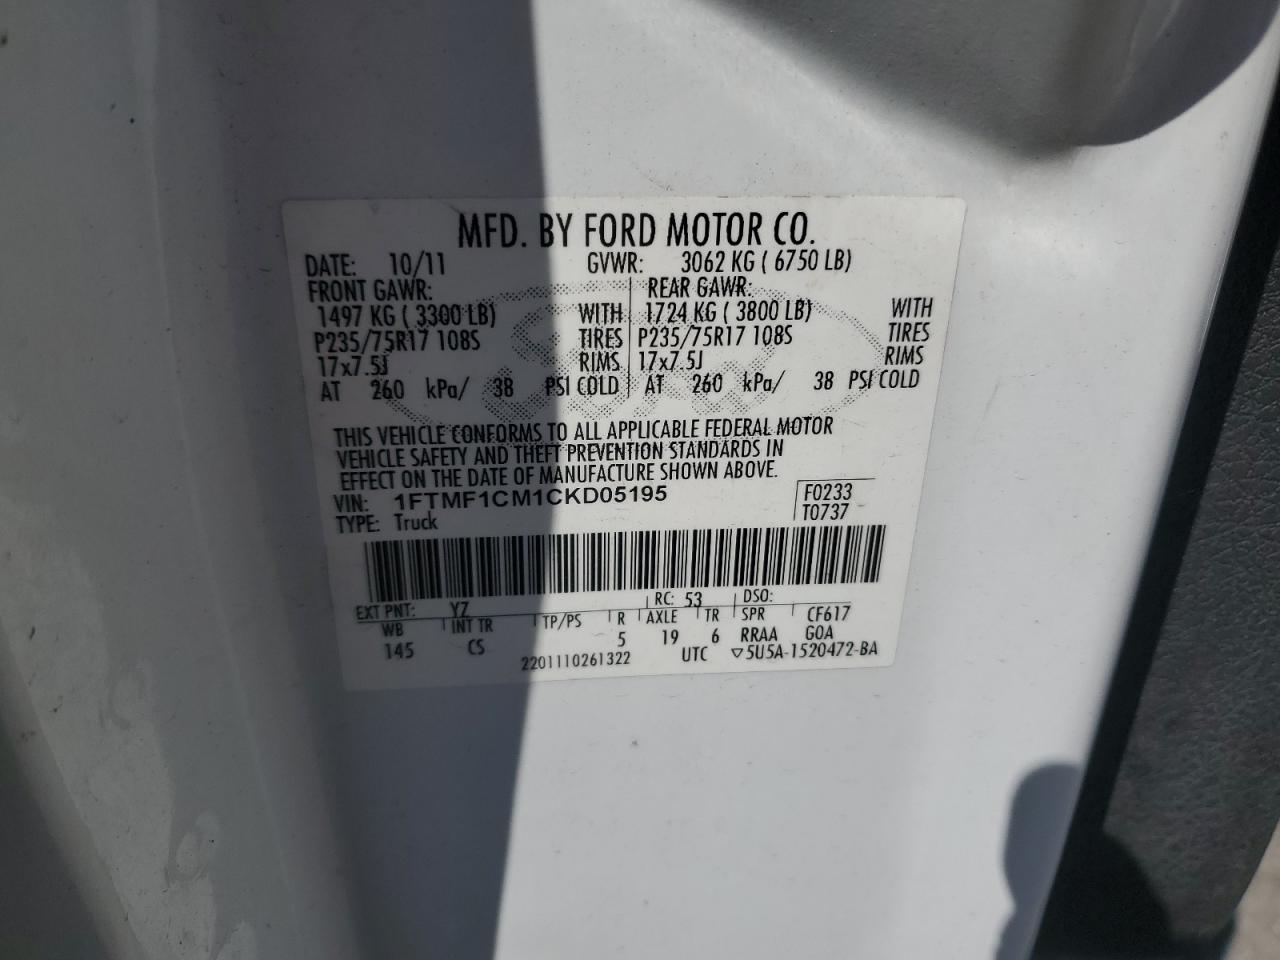 MFD. BY FORD MOTOR CO.
DATE: 10/11 GVWR: 3062 KG ( 6750 LB)
FRONT GAWR: REAR GAWR:
1497 KG ( 3300 LB) WITH 1724 KG ( 3800 LB) WITH
P235/75R17 108S TIRES P235/75R17 108S TIRES
17x7.5J RIMS 17x7.5J RIMS
AT 260 kPa/ 38 PSI COLD AT 260 kPa/ 38 PSI COLD
THIS VEHICLE CONFORMS TO ALL APPLICABLE FEDERAL MOTOR
VEHICLE SAFETY AND THEFT PREVENTION STANDARDS IN
EFFECT ON THE DATE OF MANUFACTURE SHOWN ABOVE.
VIN: 1FTMF1CM1CKD05195 F0233
TYPE: Truck T0737
EXT PNT: YZ RC: 53 DSO:
WB INT TR TP/PS R AXLE TR SPR CF617
145 CS 5 19 6 RRAA GOA
2201110261322 UTC ▽5U5A-1520472-BA